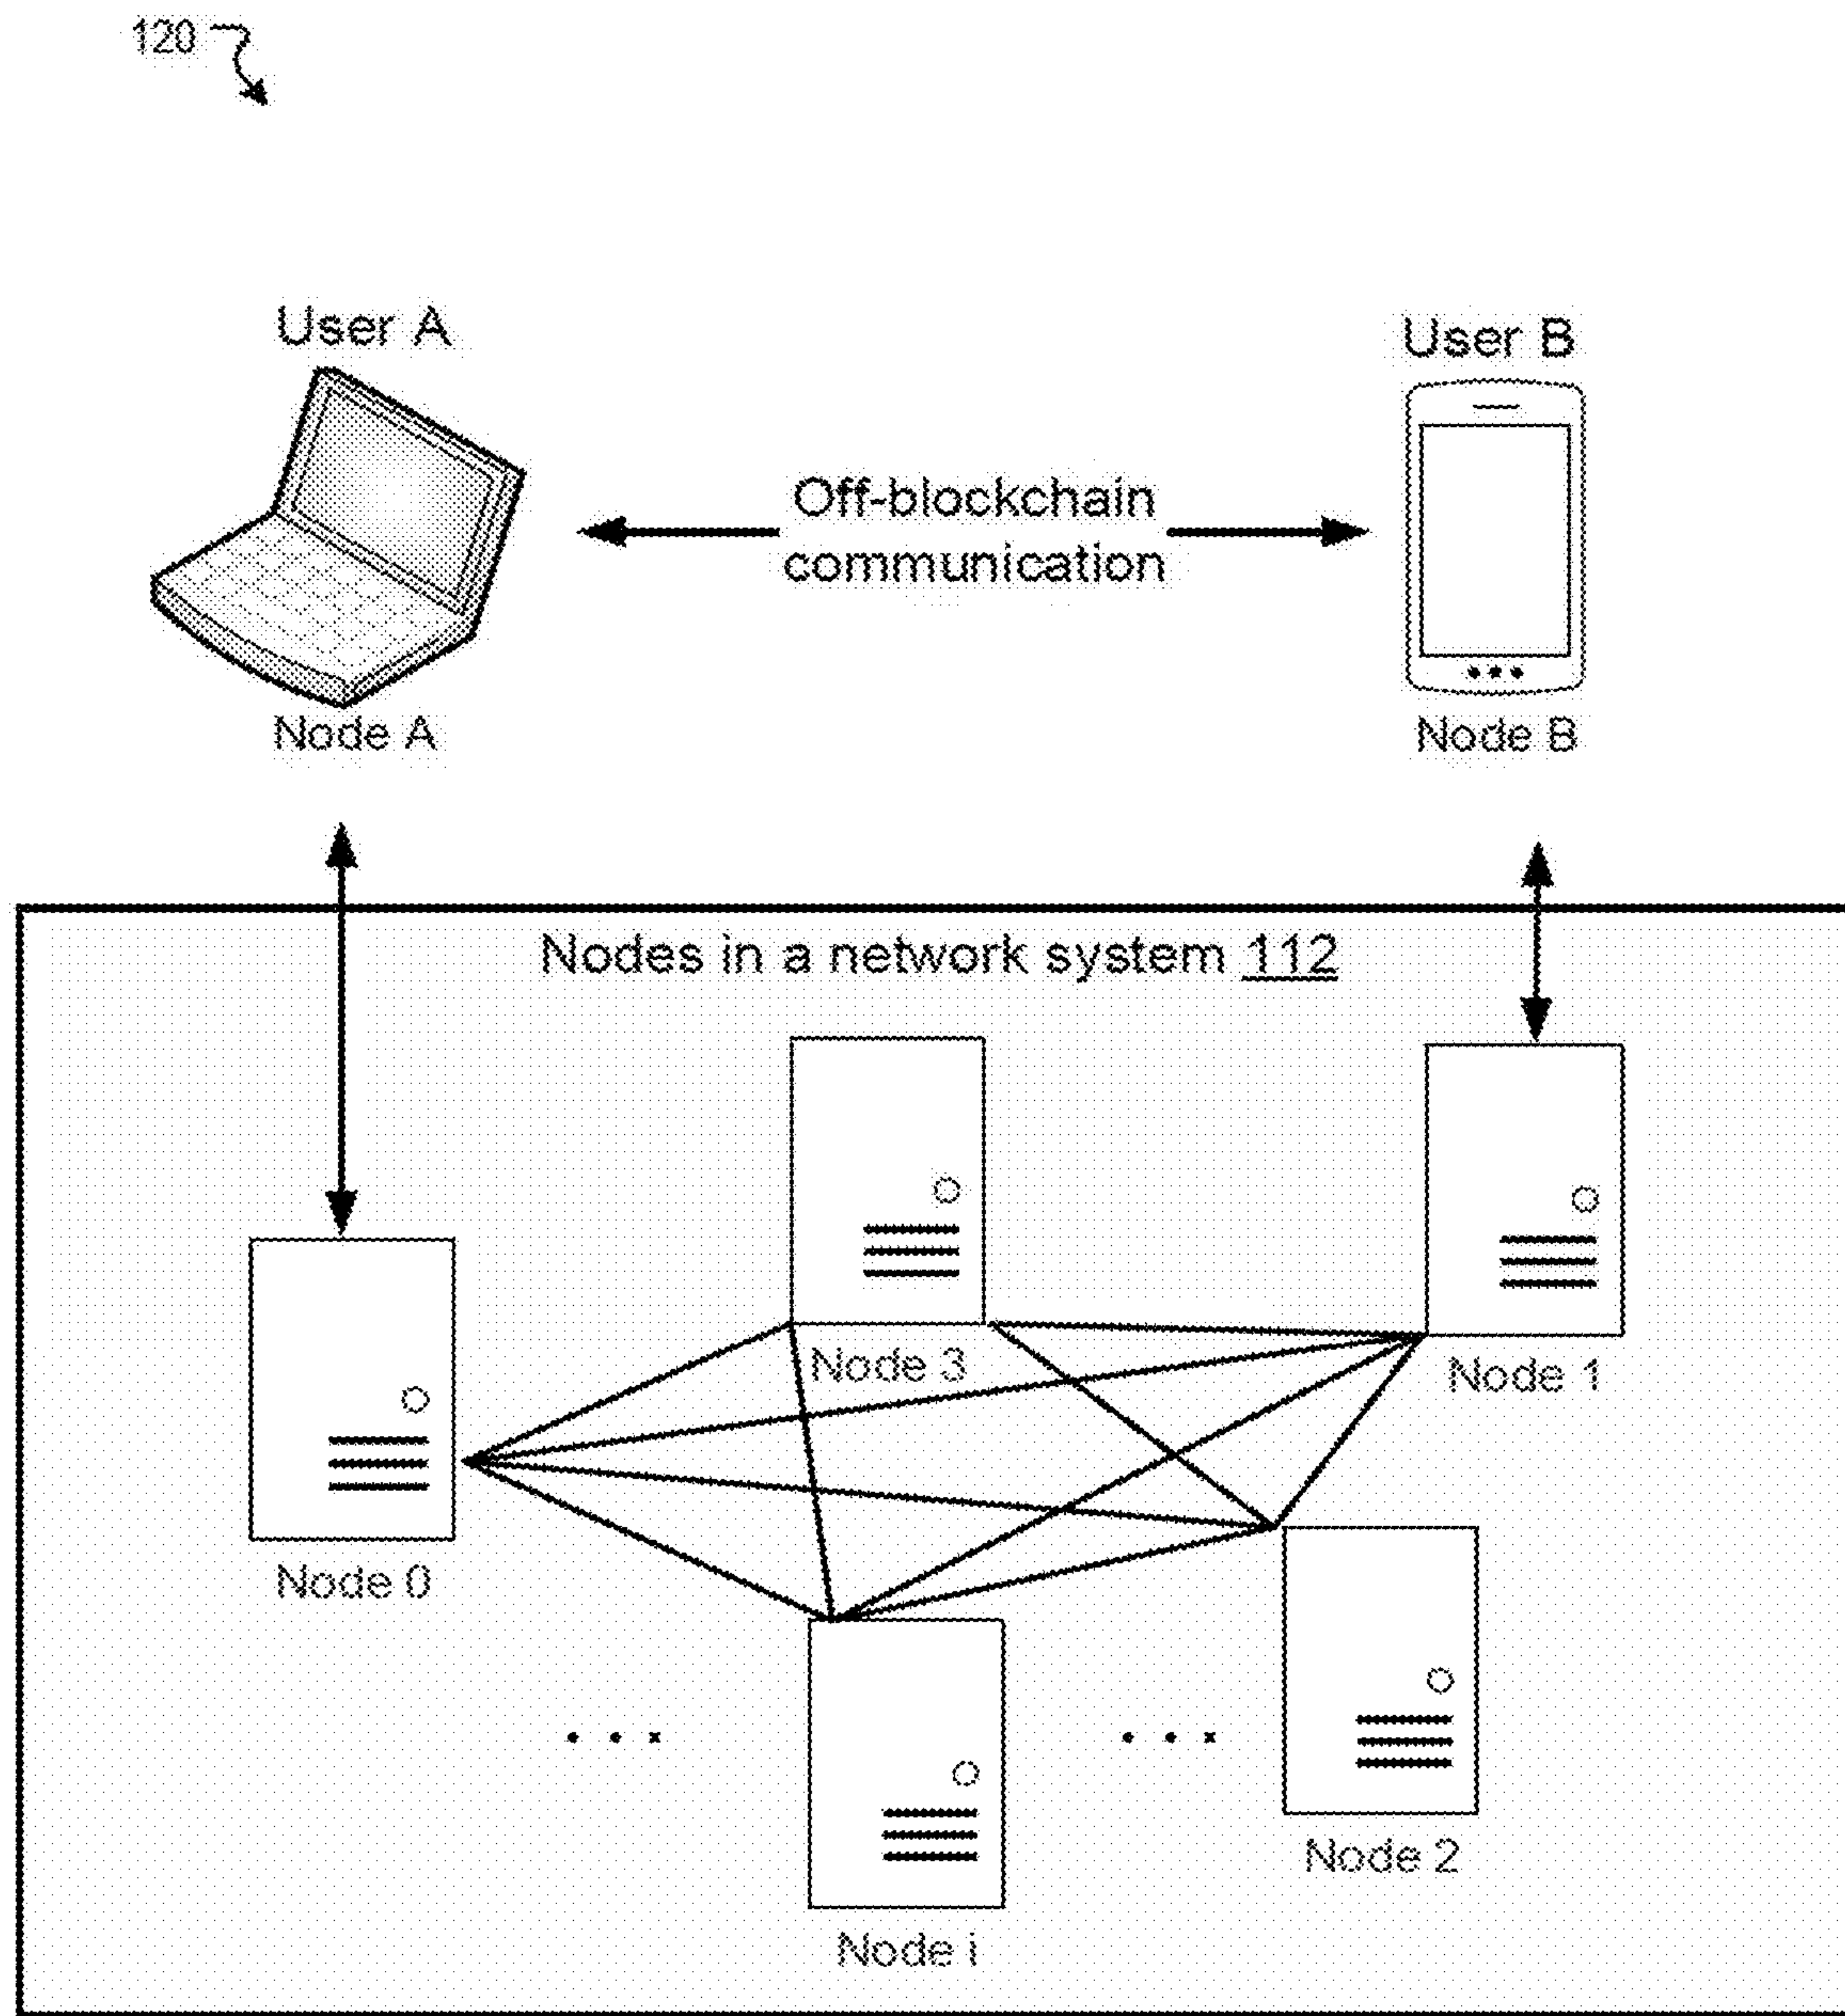 120
User A
User B
Off-blockchain
communication
Node A
Node B
Nodes in a network system 112
Node 3
Node 1
Node 0
Node 2
Node i